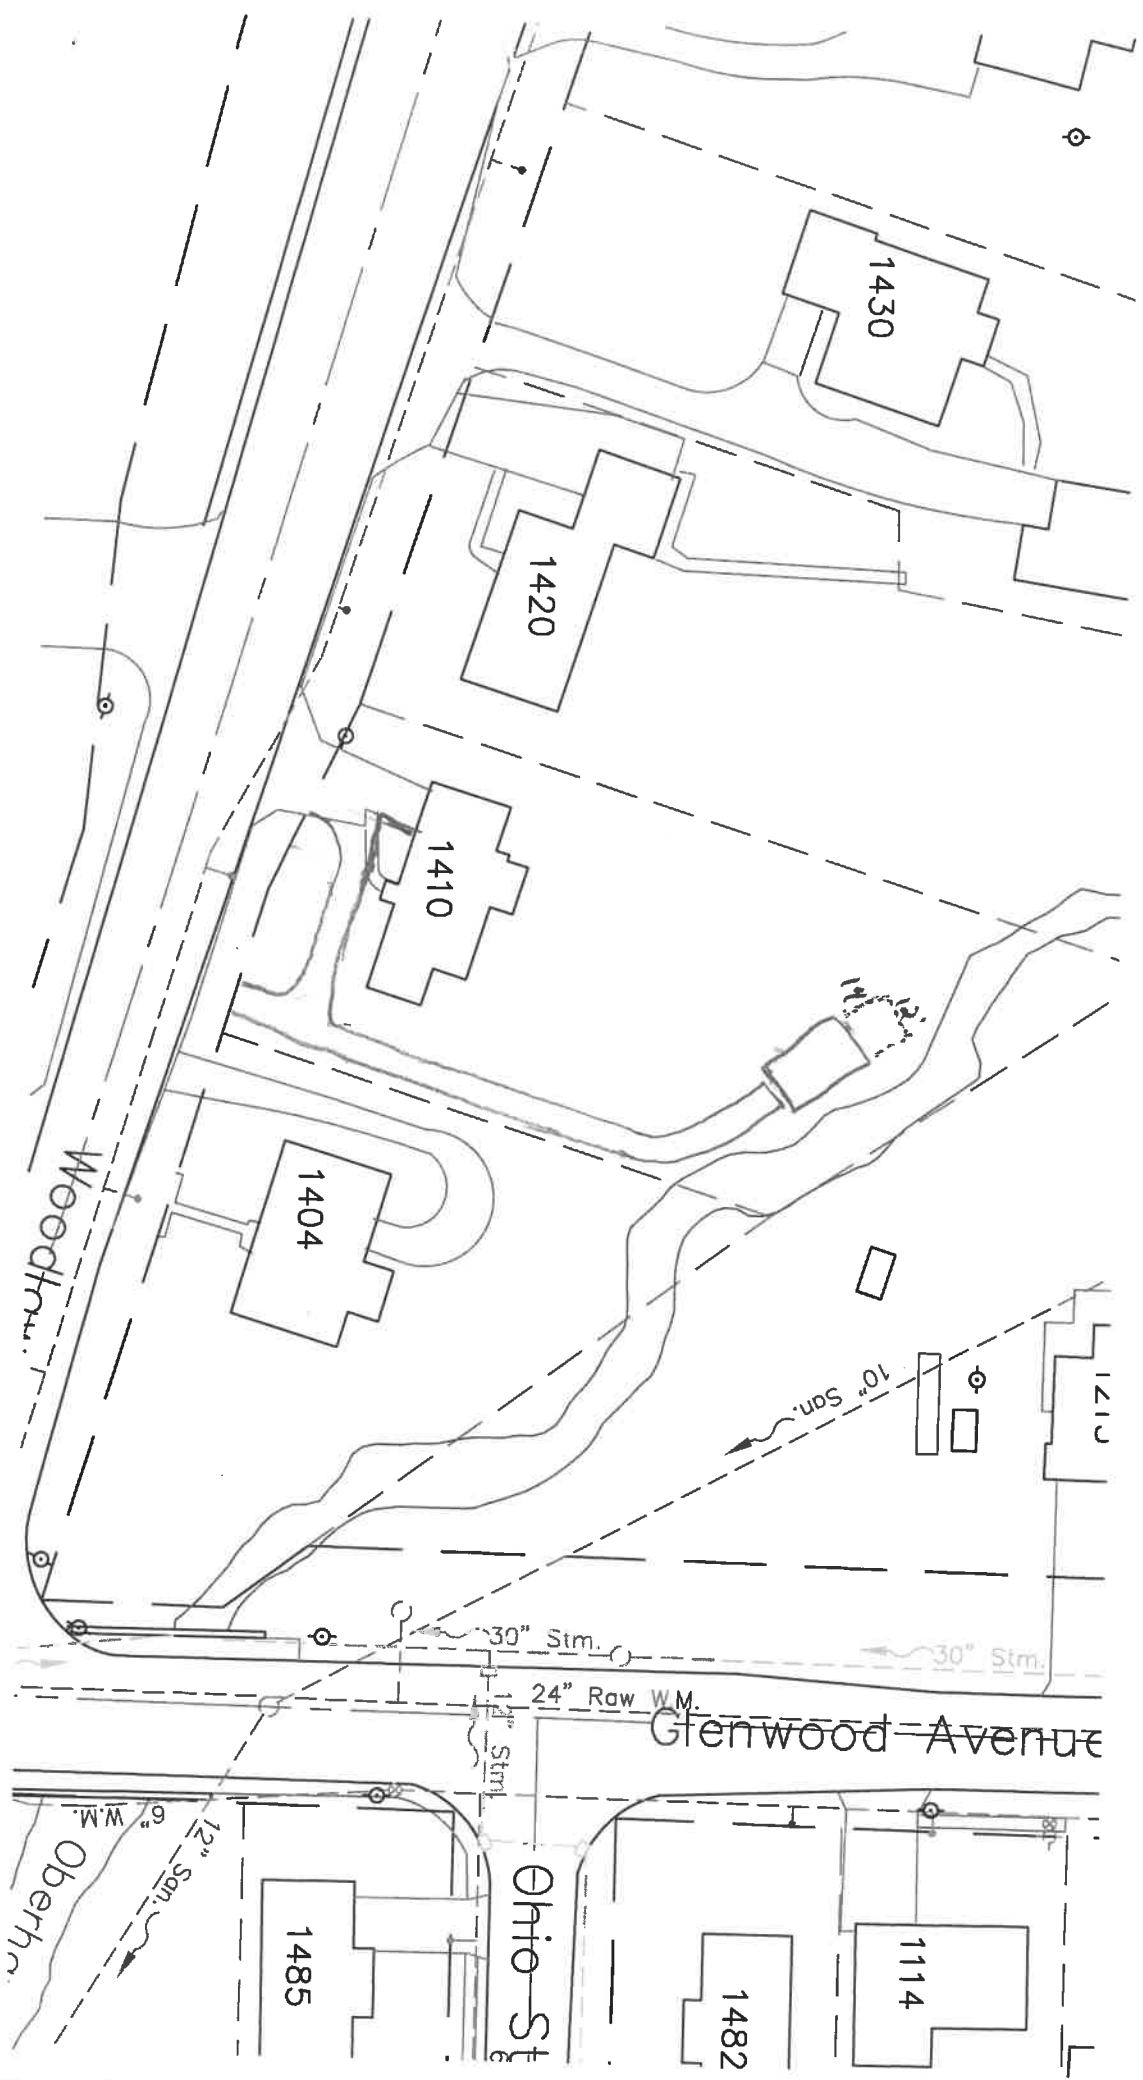 1430
1420
1410
1404
10" San.
30" Stm.
30" Stm.
24" Raw W.M.
12" Stm.
Glenwood Avenue
6" W.M.
12" San.
Ohio St
1485
1482
1114